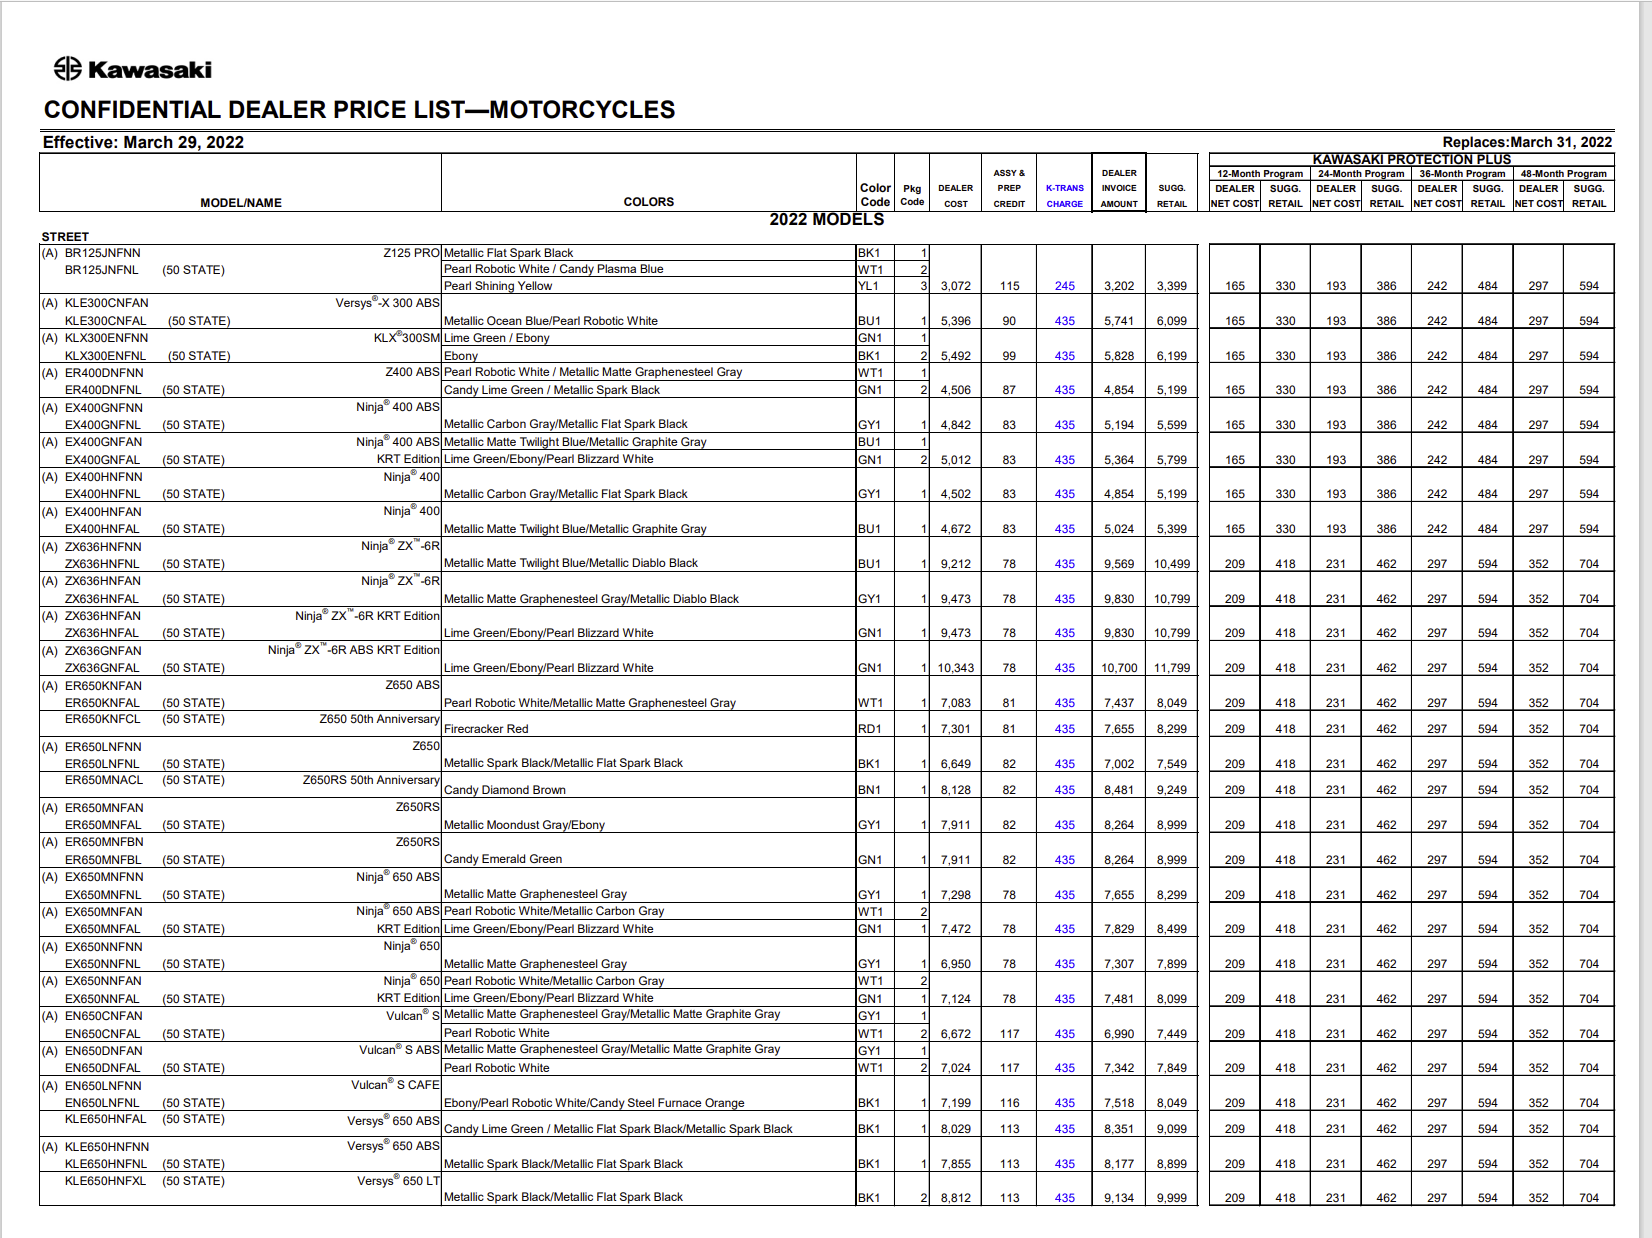 Kawasaki
CONFIDENTIAL DEALER PRICE LIST—MOTORCYCLES
Effective: March 29, 2022 Replaces:March 31, 2022
KAWASAKI PROTECTION PLUS
12-Month Program 24-Month Program 36-Month Program 48-Month Program
MODEL/NAME COLORS Color Code Pkg Code DEALER COST ASSY & PREP CREDIT K-TRANS CHARGE DEALER INVOICE AMOUNT SUGG. RETAIL DEALER NET COST SUGG. RETAIL DEALER NET COST SUGG. RETAIL DEALER NET COST SUGG. RETAIL DEALER NET COST SUGG. RETAIL
2022 MODELS
STREET
(A) BR125JNFNN Z125 PRO Metallic Flat Spark Black BK1 1
BR125JNFNL (50 STATE) Pearl Robotic White / Candy Plasma Blue WT1 2
Pearl Shining Yellow YL1 3 3,072 115 245 3,202 3,399 165 330 193 386 242 484 297 594
(A) KLE300CNFAN Versys®-X 300 ABS
KLE300CNFAL (50 STATE) Metallic Ocean Blue/Pearl Robotic White BU1 1 5,396 90 435 5,741 6,099 165 330 193 386 242 484 297 594
(A) KLX300ENFNN KLX®300SM Lime Green / Ebony GN1 1
KLX300ENFNL (50 STATE) Ebony BK1 2 5,492 99 435 5,828 6,199 165 330 193 386 242 484 297 594
(A) ER400DNFNN Z400 ABS Pearl Robotic White / Metallic Matte Graphenesteel Gray WT1 1
ER400DNFNL (50 STATE) Candy Lime Green / Metallic Spark Black GN1 2 4,506 87 435 4,854 5,199 165 330 193 386 242 484 297 594
(A) EX400GNFNN Ninja® 400 ABS
EX400GNFNL (50 STATE) Metallic Carbon Gray/Metallic Flat Spark Black GY1 1 4,842 83 435 5,194 5,599 165 330 193 386 242 484 297 594
(A) EX400GNFAN Ninja® 400 ABS Metallic Matte Twilight Blue/Metallic Graphite Gray BU1 1
EX400GNFAL (50 STATE) KRT Edition Lime Green/Ebony/Pearl Blizzard White GN1 2 5,012 83 435 5,364 5,799 165 330 193 386 242 484 297 594
(A) EX400HNFNN Ninja® 400
EX400HNFNL (50 STATE) Metallic Carbon Gray/Metallic Flat Spark Black GY1 1 4,502 83 435 4,854 5,199 165 330 193 386 242 484 297 594
(A) EX400HNFAN Ninja® 400
EX400HNFAL (50 STATE) Metallic Matte Twilight Blue/Metallic Graphite Gray BU1 1 4,672 83 435 5,024 5,399 165 330 193 386 242 484 297 594
(A) ZX636HNFNN Ninja® ZX™-6R
ZX636HNFNL (50 STATE) Metallic Matte Twilight Blue/Metallic Diablo Black BU1 1 9,212 78 435 9,569 10,499 209 418 231 462 297 594 352 704
(A) ZX636HNFAN Ninja® ZX™-6R
ZX636HNFAL (50 STATE) Metallic Matte Graphenesteel Gray/Metallic Diablo Black GY1 1 9,473 78 435 9,830 10,799 209 418 231 462 297 594 352 704
(A) ZX636HNFAN Ninja® ZX™-6R KRT Edition
ZX636HNFAL (50 STATE) Lime Green/Ebony/Pearl Blizzard White GN1 1 9,473 78 435 9,830 10,799 209 418 231 462 297 594 352 704
(A) ZX636GNFAN Ninja® ZX™-6R ABS KRT Edition
ZX636GNFAL (50 STATE) Lime Green/Ebony/Pearl Blizzard White GN1 1 10,343 78 435 10,700 11,799 209 418 231 462 297 594 352 704
(A) ER650KNFAN Z650 ABS
ER650KNFAL (50 STATE) Pearl Robotic White/Metallic Matte Graphenesteel Gray WT1 1 7,083 81 435 7,437 8,049 209 418 231 462 297 594 352 704
ER650KNFCL (50 STATE) Z650 50th Anniversary
Firecracker Red RD1 1 7,301 81 435 7,655 8,299 209 418 231 462 297 594 352 704
(A) ER650LNFNN Z650
ER650LNFNL (50 STATE) Metallic Spark Black/Metallic Flat Spark Black BK1 1 6,649 82 435 7,002 7,549 209 418 231 462 297 594 352 704
ER650MNACL (50 STATE) Z650RS 50th Anniversary
Candy Diamond Brown BN1 1 8,128 82 435 8,481 9,249 209 418 231 462 297 594 352 704
(A) ER650MNFAN Z650RS
ER650MNFAL (50 STATE) Metallic Moondust Gray/Ebony GY1 1 7,911 82 435 8,264 8,999 209 418 231 462 297 594 352 704
(A) ER650MNFBN Z650RS
ER650MNFBL (50 STATE) Candy Emerald Green GN1 1 7,911 82 435 8,264 8,999 209 418 231 462 297 594 352 704
(A) EX650MNFNN Ninja® 650 ABS
EX650MNFNL (50 STATE) Metallic Matte Graphenesteel Gray GY1 1 7,298 78 435 7,655 8,299 209 418 231 462 297 594 352 704
(A) EX650MNFAN Ninja® 650 ABS Pearl Robotic White/Metallic Carbon Gray WT1 2
EX650MNFAL (50 STATE) KRT Edition Lime Green/Ebony/Pearl Blizzard White GN1 1 7,472 78 435 7,829 8,499 209 418 231 462 297 594 352 704
(A) EX650NNFNN Ninja® 650
EX650NNFNL (50 STATE) Metallic Matte Graphenesteel Gray GY1 1 6,950 78 435 7,307 7,899 209 418 231 462 297 594 352 704
(A) EX650NNFAN Ninja® 650 Pearl Robotic White/Metallic Carbon Gray WT1 2
EX650NNFAL (50 STATE) KRT Edition Lime Green/Ebony/Pearl Blizzard White GN1 1 7,124 78 435 7,481 8,099 209 418 231 462 297 594 352 704
(A) EN650CNFAN Vulcan® S Metallic Matte Graphenesteel Gray/Metallic Matte Graphite Gray GY1 1
EN650CNFAL (50 STATE) Pearl Robotic White WT1 2 6,672 117 435 6,990 7,449 209 418 231 462 297 594 352 704
(A) EN650DNFAN Vulcan® S ABS Metallic Matte Graphenesteel Gray/Metallic Matte Graphite Gray GY1 1
EN650DNFAL (50 STATE) Pearl Robotic White WT1 2 7,024 117 435 7,342 7,849 209 418 231 462 297 594 352 704
(A) EN650LNFNN Vulcan® S CAFE
EN650LNFNL (50 STATE) Ebony/Pearl Robotic White/Candy Steel Furnace Orange BK1 1 7,199 116 435 7,518 8,049 209 418 231 462 297 594 352 704
KLE650HNFAL (50 STATE) Versys® 650 ABS
Candy Lime Green / Metallic Flat Spark Black/Metallic Spark Black BK1 1 8,029 113 435 8,351 9,099 209 418 231 462 297 594 352 704
(A) KLE650HNFNN Versys® 650 ABS
KLE650HNFNL (50 STATE) Metallic Spark Black/Metallic Flat Spark Black BK1 1 7,855 113 435 8,177 8,899 209 418 231 462 297 594 352 704
KLE650HNFXL (50 STATE) Versys® 650 LT
Metallic Spark Black/Metallic Flat Spark Black BK1 2 8,812 113 435 9,134 9,999 209 418 231 462 297 594 352 704